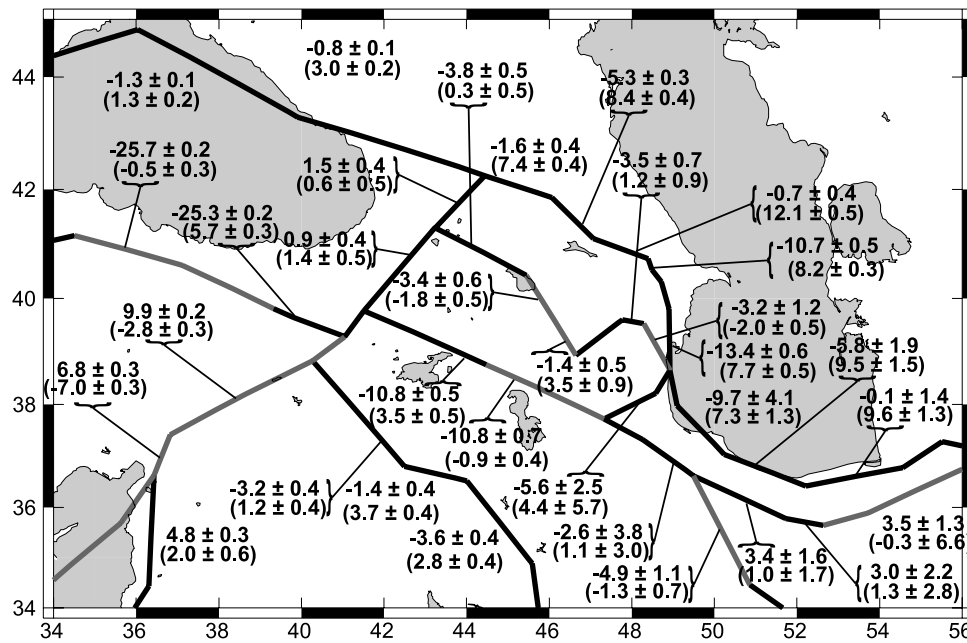 -0.8 ± 0.1
(3.0 ± 0.2)
-3.8 ± 0.5
(0.3 ± 0.5)
-5.3 ± 0.3
(8.4 ± 0.4)
-1.3 ± 0.1
(1.3 ± 0.2)
-25.7 ± 0.2
(-0.5 ± 0.3)
1.5 ± 0.4
(0.6 ± 0.5)
-1.6 ± 0.4
(7.4 ± 0.4)
-3.5 ± 0.7
(1.2 ± 0.9)
-0.7 ± 0.4
(12.1 ± 0.5)
-25.3 ± 0.2
(5.7 ± 0.3)
0.9 ± 0.4
(1.4 ± 0.5)
-10.7 ± 0.5
(8.2 ± 0.3)
-3.4 ± 0.6
(-1.8 ± 0.5)
9.9 ± 0.2
(-2.8 ± 0.3)
-3.2 ± 1.2
(-2.0 ± 0.5)
-13.4 ± 0.6
(7.7 ± 0.5)
-5.8 ± 1.9
(9.5 ± 1.5)
6.8 ± 0.3
(-7.0 ± 0.3)
-1.4 ± 0.5
(3.5 ± 0.9)
-10.8 ± 0.5
(3.5 ± 0.5)
-9.7 ± 4.1
(7.3 ± 1.3)
-0.1 ± 1.4
(9.6 ± 1.3)
-10.8 ± 0.7
(-0.9 ± 0.4)
-3.2 ± 0.4
(1.2 ± 0.4)
-1.4 ± 0.4
(3.7 ± 0.4)
-5.6 ± 2.5
(4.4 ± 5.7)
4.8 ± 0.3
(2.0 ± 0.6)
-3.6 ± 0.4
(2.8 ± 0.4)
-2.6 ± 3.8
(1.1 ± 3.0)
3.5 ± 1.3
(-0.3 ± 6.6)
-4.9 ± 1.1
(-1.3 ± 0.7)
3.4 ± 1.6
(1.0 ± 1.7)
3.0 ± 2.2
(1.3 ± 2.8)
44
42
40
38
36
34
34 36 38 40 42 44 46 48 50 52 54 56